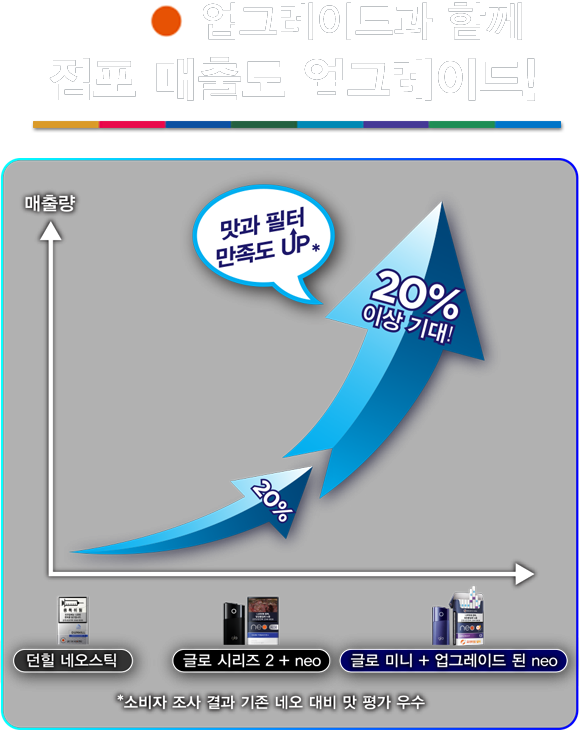 업그레이드과 함께
점포 매출도 업그레이드!
매출량
맛과 필터
만족도 UP*
20%
이상 기대!
20%
던힐 네오스틱
글로 시리즈 2 + neo
글로 미니 + 업그레이드 된 neo
*소비자 조사 결과 기존 네오 대비 맛 평가 우수